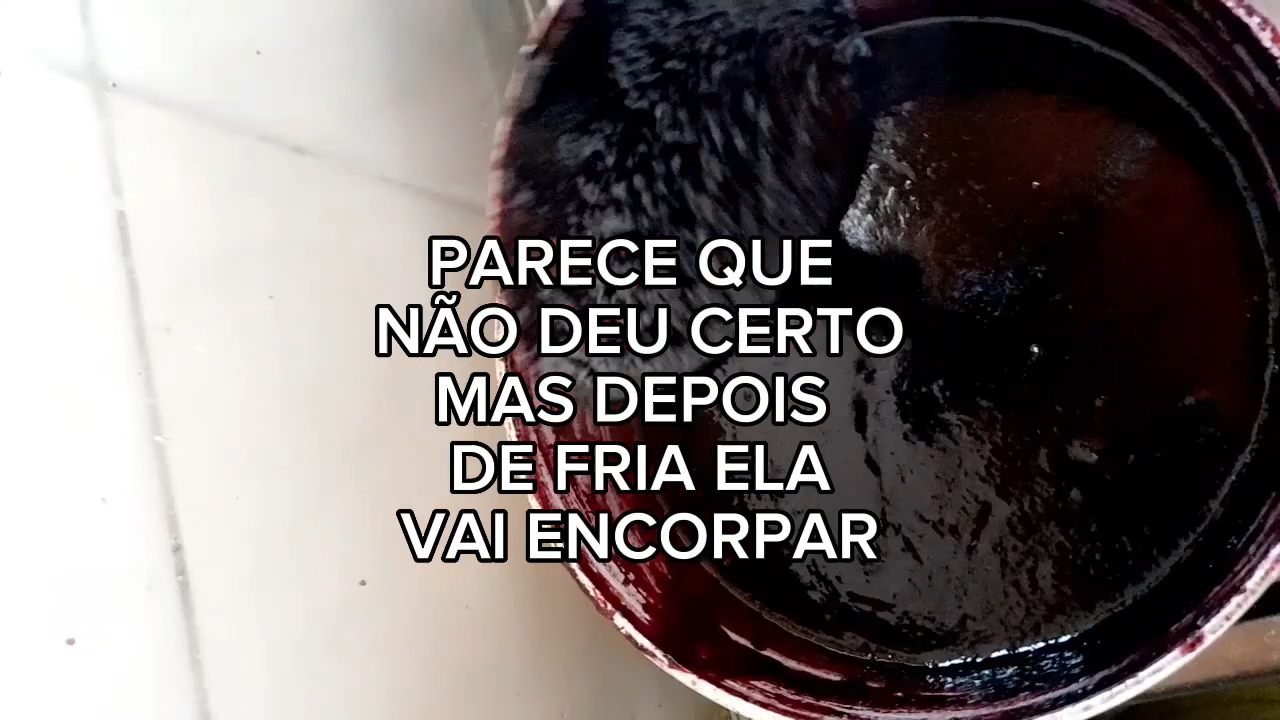 PARECE QUE
NÃO DEU CERTO
MAS DEPOIS
DE FRIA ELA
VAI ENCORPAR